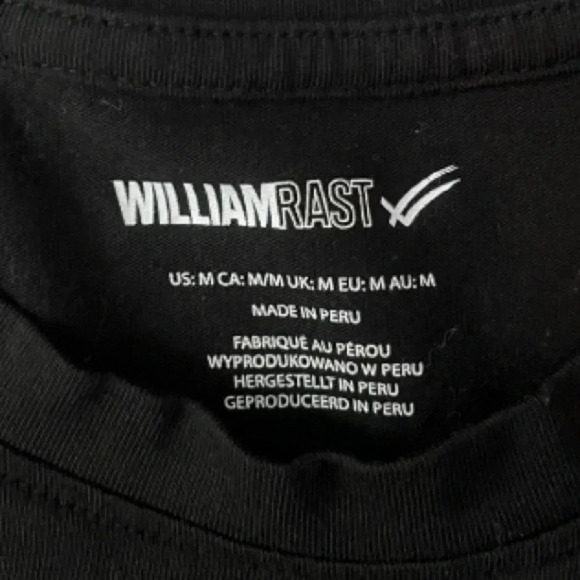 WILLIAMRAST
US: M CA: M/M UK: M EU: M AU: M
MADE IN PERU
FABRIQUÉ AU PÉROU
WYPRODUKOWANO W PERU
HERGESTELLT IN PERU
GEPRODUCEERD IN PERU